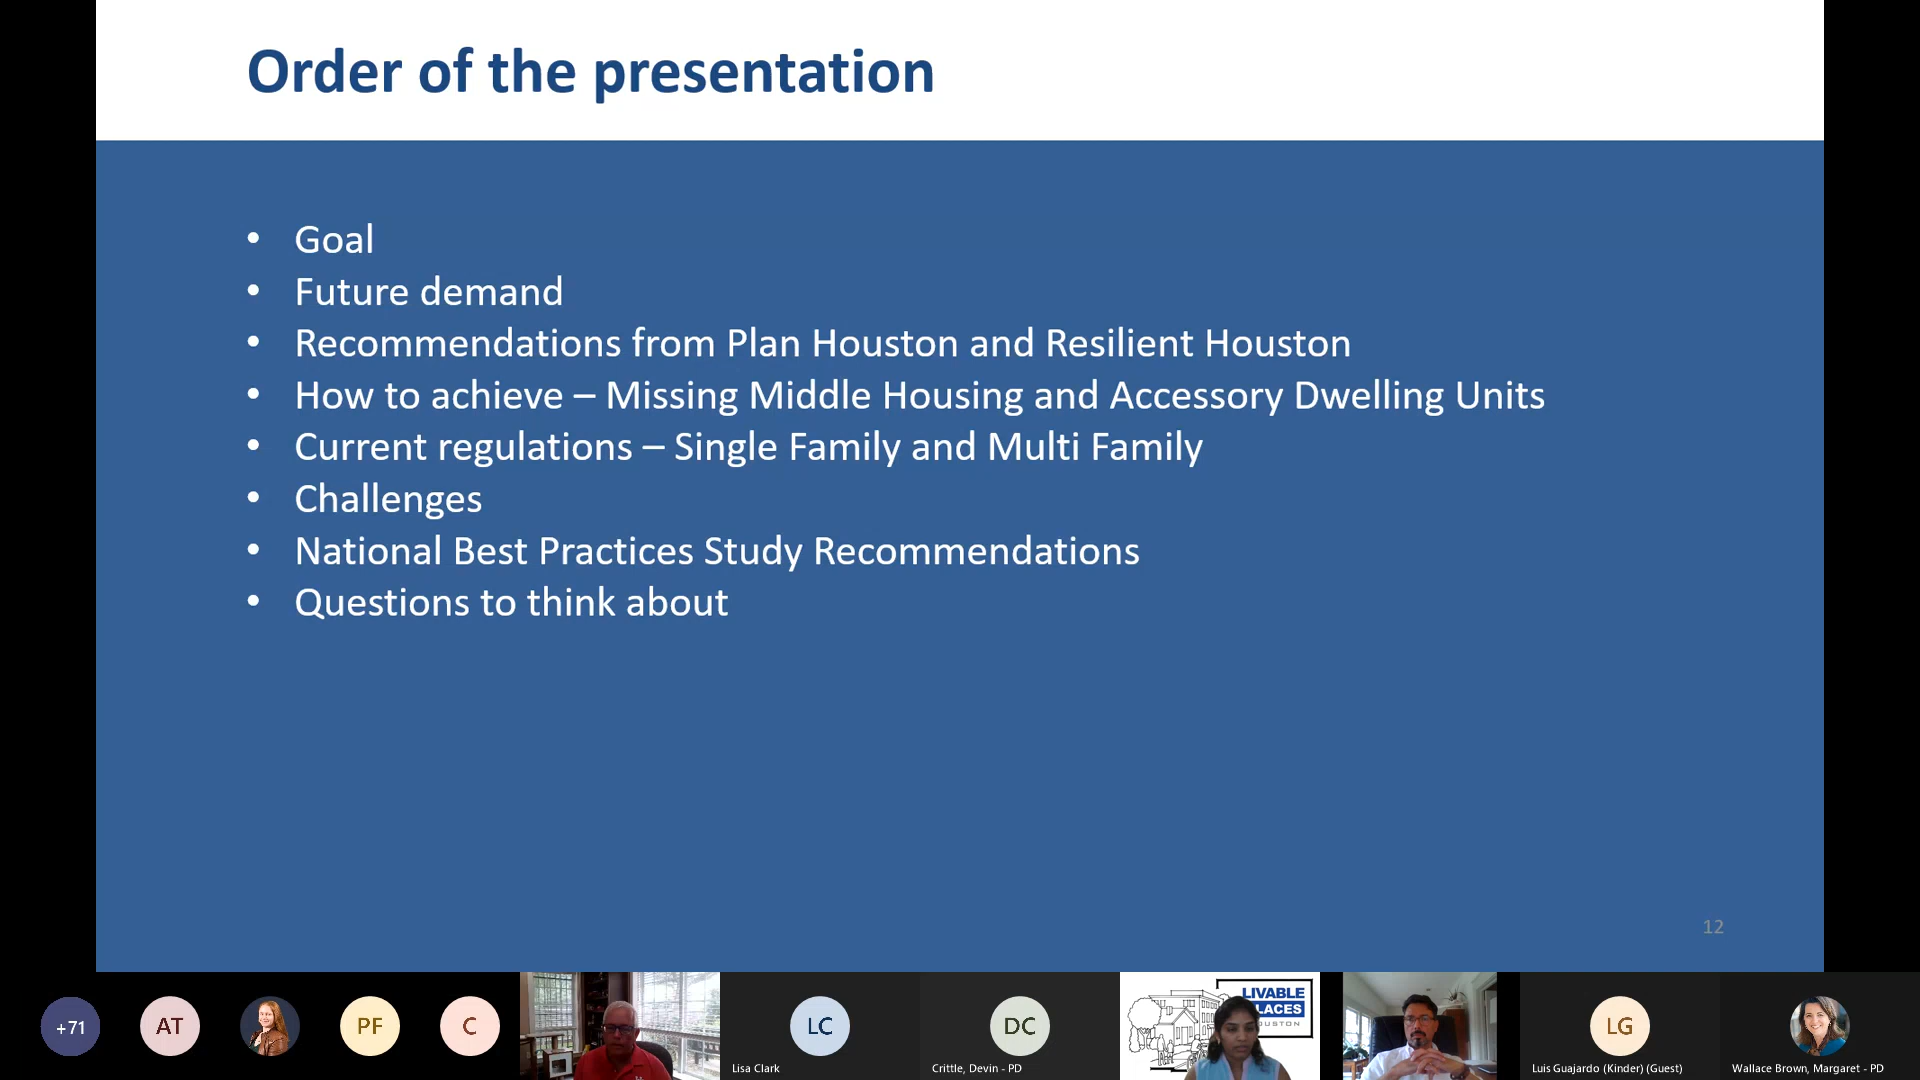 Order of the presentation
• Goal
• Future demand
• Recommendations from Plan Houston and Resilient Houston
• How to achieve – Missing Middle Housing and Accessory Dwelling Units
• Current regulations – Single Family and Multi Family
• Challenges
• National Best Practices Study Recommendations
• Questions to think about
12
+71
AT
PF
C
LC
Lisa Clark
DC
Crittle, Devin - PD
LIVABLE
LACES
OUSTON
LG
Luis Guajardo (Kinder) (Guest)
Wallace Brown, Margaret - PD